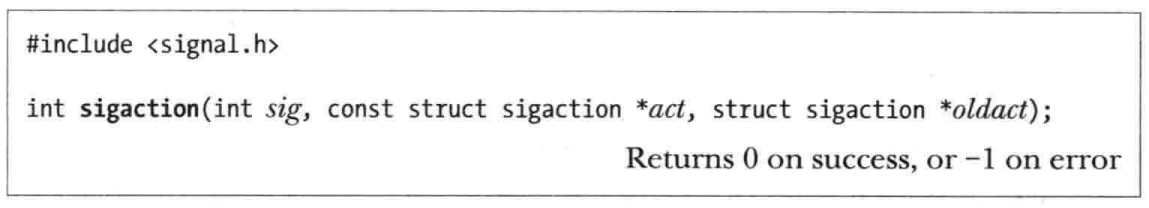 #include <signal.h>
int sigaction(int sig, const struct sigaction *act, struct sigaction *oldact);
Returns 0 on success, or −1 on error